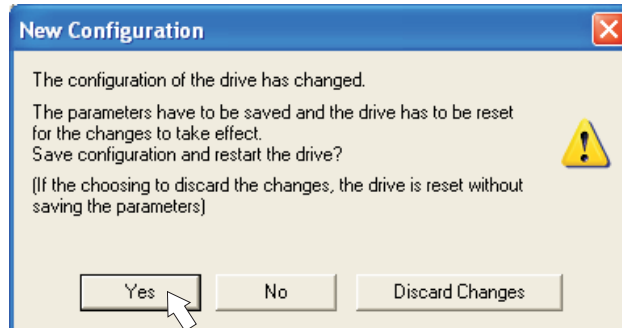 New Configuration
The configuration of the drive has changed.
The parameters have to be saved and the drive has to be reset
for the changes to take effect.
Save configuration and restart the drive?
(If the choosing to discard the changes, the drive is reset without
saving the parameters)
Yes No Discard Changes